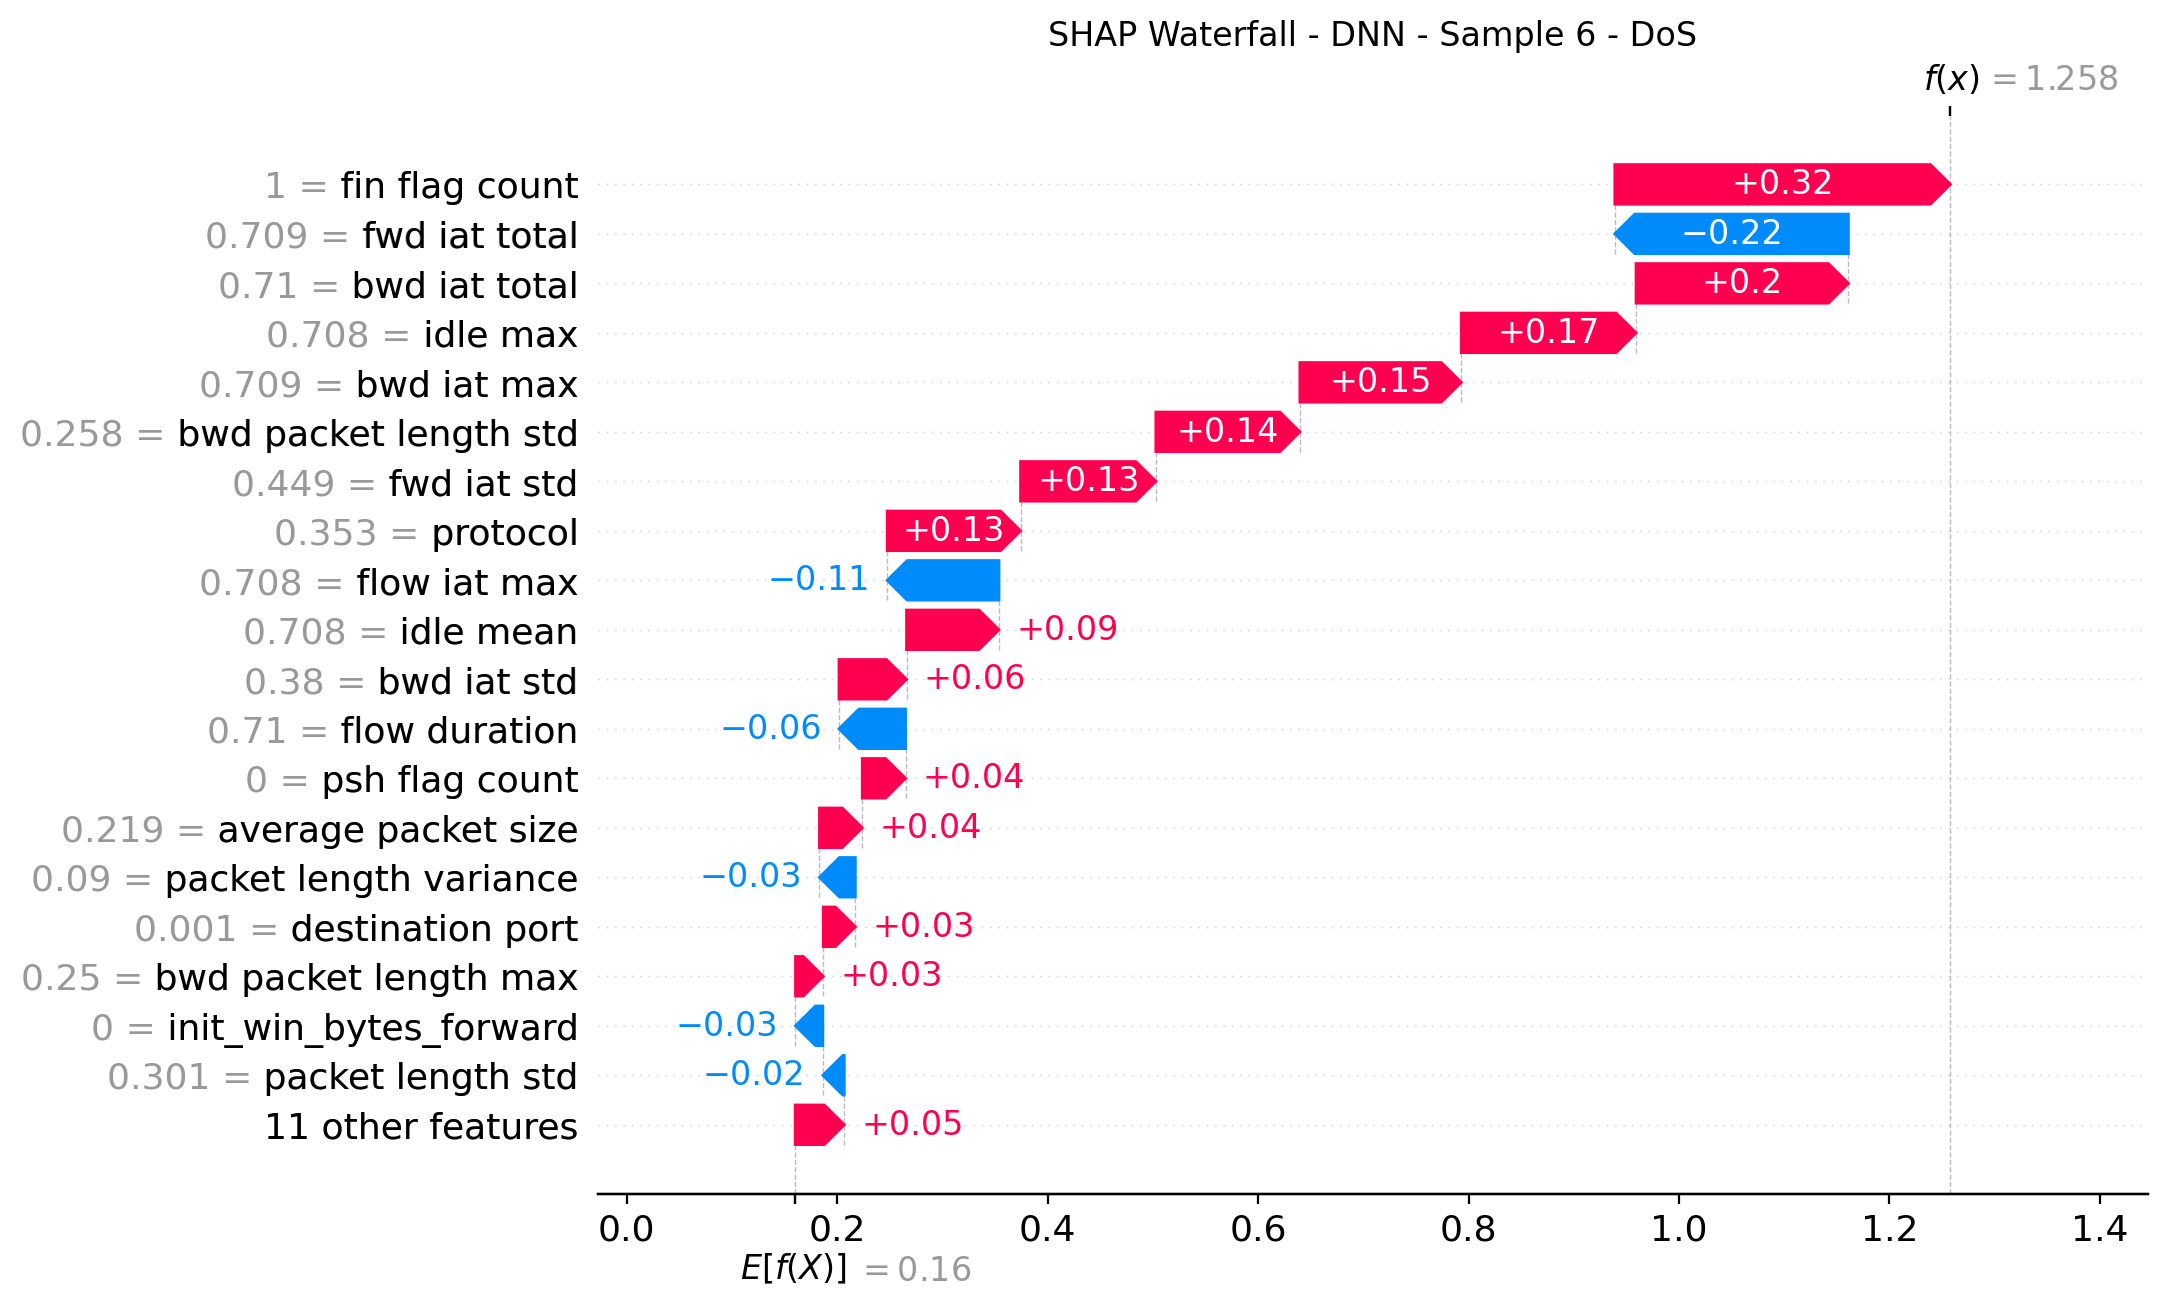 SHAP Waterfall - DNN - Sample 6 - DoS
f(x) = 1.258
1 = fin flag count +0.32
0.709 = fwd iat total −0.22
0.71 = bwd iat total +0.2
0.708 = idle max +0.17
0.709 = bwd iat max +0.15
0.258 = bwd packet length std +0.14
0.449 = fwd iat std +0.13
0.353 = protocol +0.13
0.708 = flow iat max −0.11
0.708 = idle mean +0.09
0.38 = bwd iat std +0.06
0.71 = flow duration −0.06
0 = psh flag count +0.04
0.219 = average packet size +0.04
0.09 = packet length variance −0.03
0.001 = destination port +0.03
0.25 = bwd packet length max +0.03
0 = init_win_bytes_forward −0.03
0.301 = packet length std −0.02
11 other features +0.05
0.0 0.2 0.4 0.6 0.8 1.0 1.2 1.4
E[f(X)] = 0.16